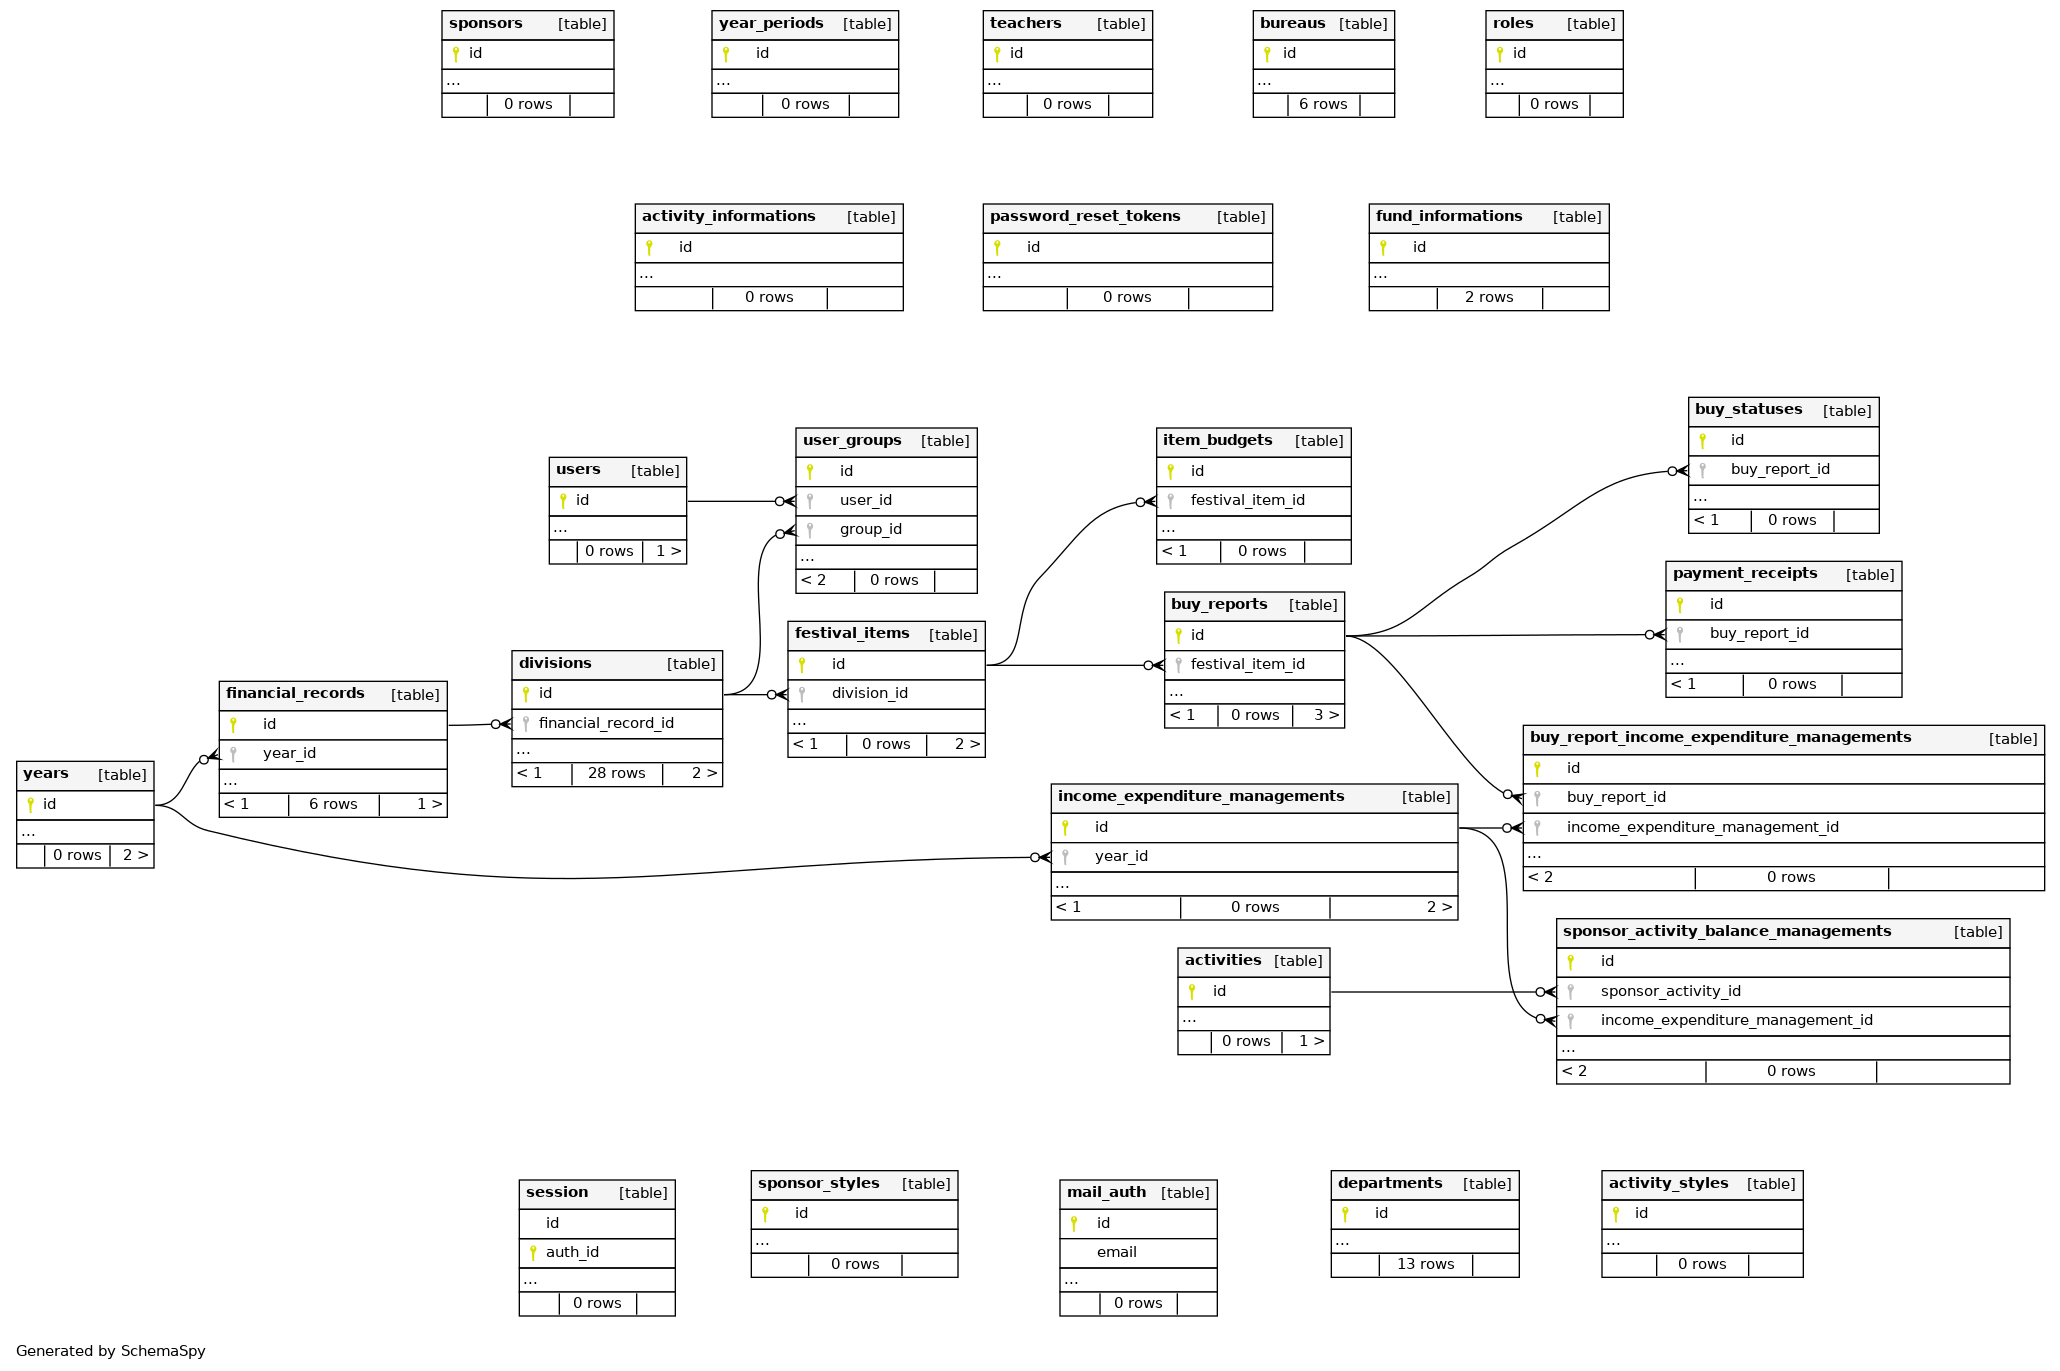 sponsors [table]
id
...
0 rows
year_periods [table]
id
...
0 rows
teachers [table]
id
...
0 rows
bureaus [table]
id
...
6 rows
roles [table]
id
...
0 rows
activity_informations [table]
id
...
0 rows
password_reset_tokens [table]
id
...
0 rows
fund_informations [table]
id
...
2 rows
buy_statuses [table]
id
buy_report_id
...
< 1 0 rows
user_groups [table]
id
user_id
group_id
...
< 2 0 rows
item_budgets [table]
id
festival_item_id
...
< 1 0 rows
users [table]
id
...
0 rows 1 >
payment_receipts [table]
id
buy_report_id
...
< 1 0 rows
buy_reports [table]
id
festival_item_id
...
< 1 0 rows 3 >
festival_items [table]
id
division_id
...
< 1 0 rows 2 >
divisions [table]
id
financial_record_id
...
< 1 28 rows 2 >
financial_records [table]
id
year_id
...
< 1 6 rows 1 >
years [table]
id
...
0 rows 2 >
buy_report_income_expenditure_managements [table]
id
buy_report_id
income_expenditure_management_id
...
< 2 0 rows
income_expenditure_managements [table]
id
year_id
...
< 1 0 rows 2 >
sponsor_activity_balance_managements [table]
id
sponsor_activity_id
income_expenditure_management_id
...
< 2 0 rows
activities [table]
id
...
0 rows 1 >
session [table]
id
auth_id
...
0 rows
sponsor_styles [table]
id
...
0 rows
mail_auth [table]
id
email
...
0 rows
departments [table]
id
...
13 rows
activity_styles [table]
id
...
0 rows
Generated by SchemaSpy